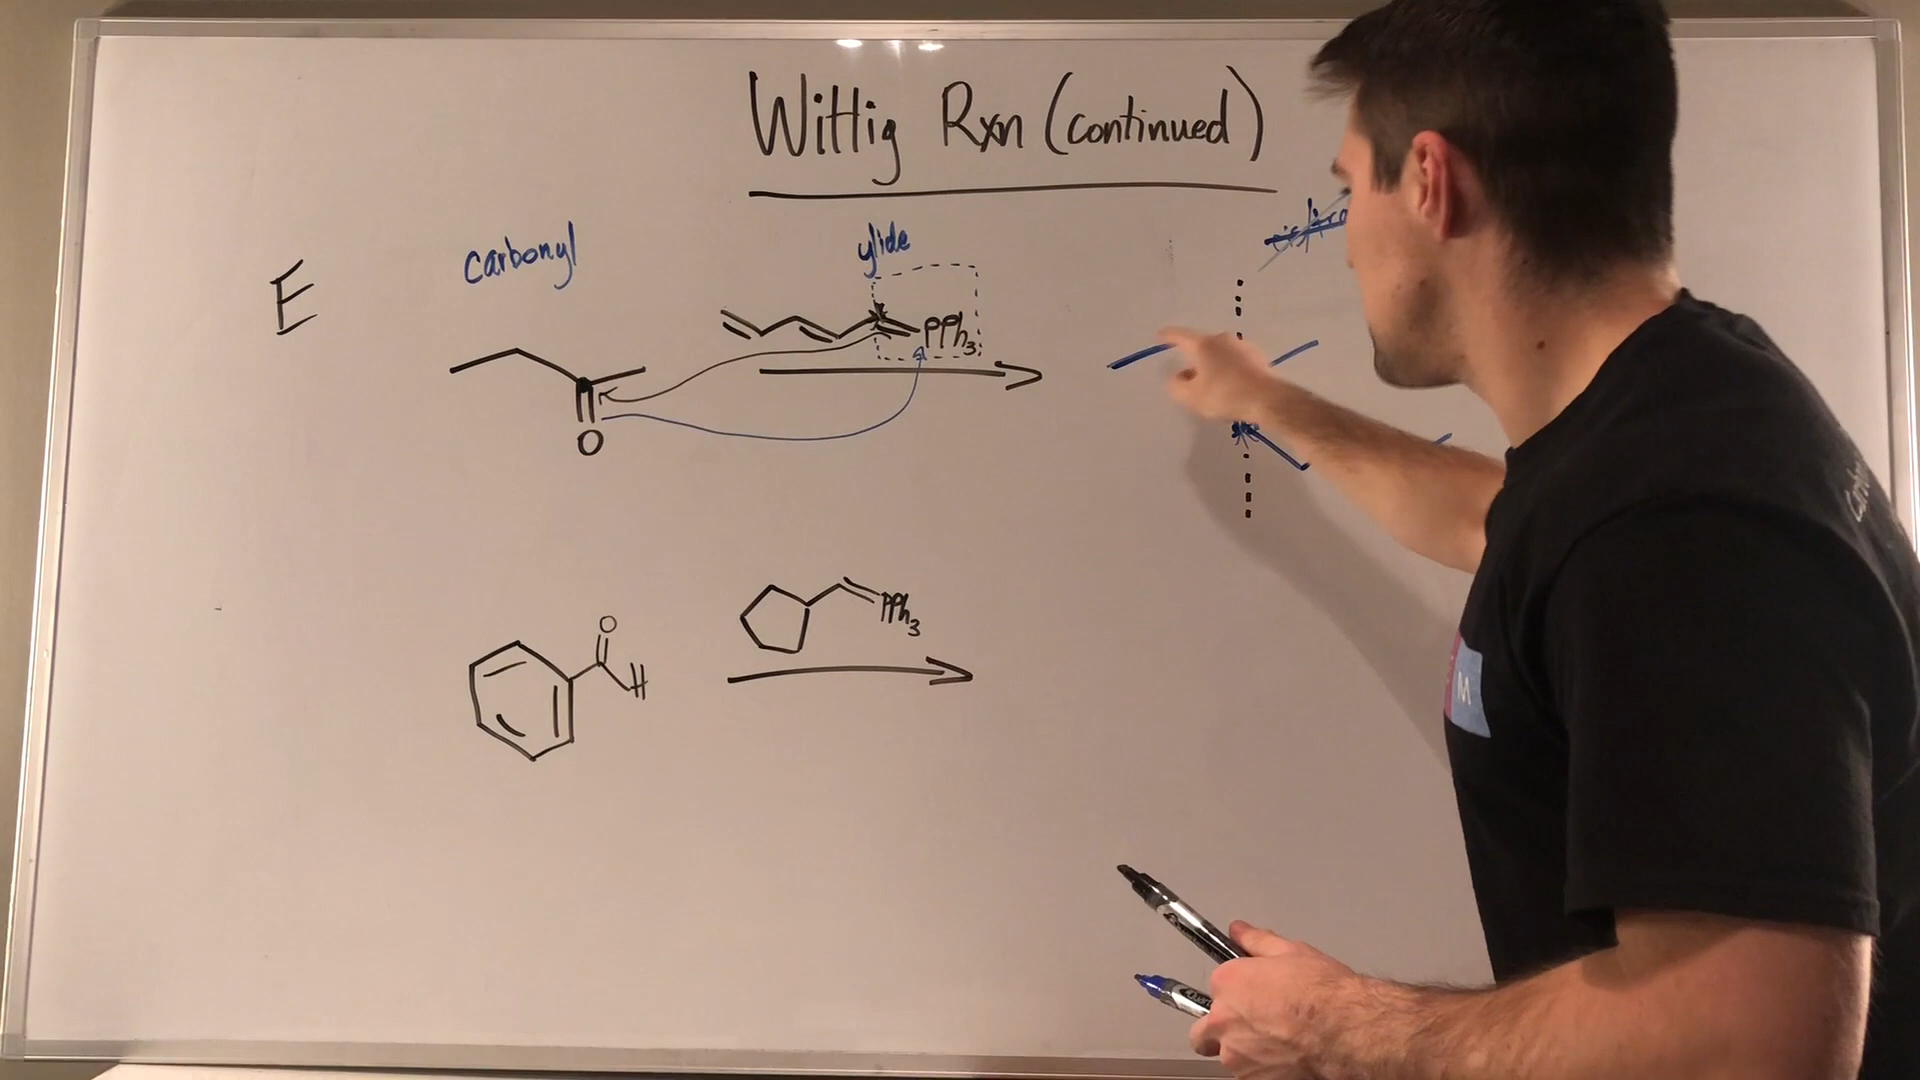 Wittig Rxn (continued)
carbonyl
ylide
E
PPh3
O
O
H
PPh3
M